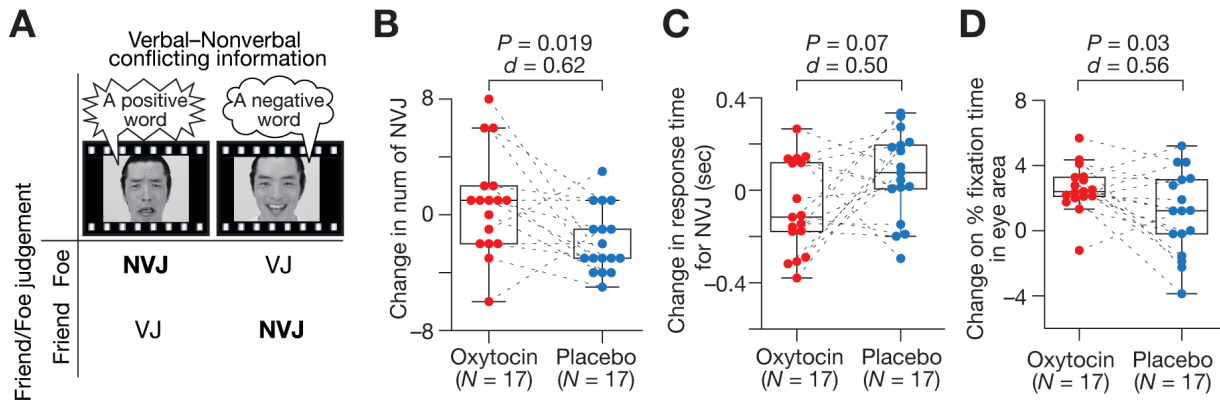 A
Verbal–Nonverbal
conflicting information
A positive
word
A negative
word
Friend/Foe judgement
Foe
NVJ
VJ
Friend
VJ
NVJ
B
P = 0.019
d = 0.62
Change in num of NVJ
8
0
−8
Oxytocin
(N = 17)
Placebo
(N = 17)
C
P = 0.07
d = 0.50
Change in response time
for NVJ (sec)
0.4
0
−0.4
Oxytocin
(N = 17)
Placebo
(N = 17)
D
P = 0.03
d = 0.56
Change on % fixation time
in eye area
8
4
0
−4
Oxytocin
(N = 17)
Placebo
(N = 17)